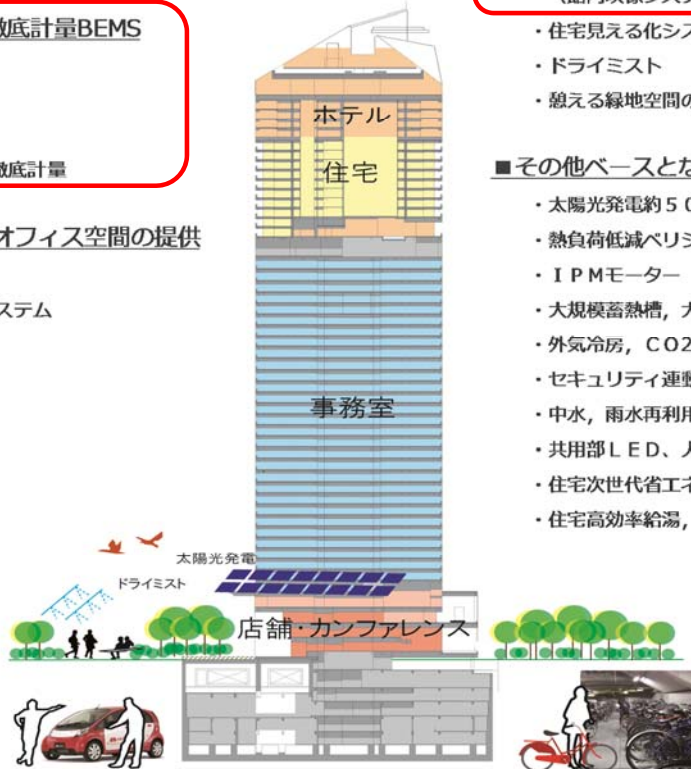 徹底計量BEMS
徹底計量
オフィス空間の提供
ステム
・住宅見える化シス
・ドライミスト
・憩える緑地空間の
■その他ベースとな
・太陽光発電約５０
・熱負荷低減ベリ
・ＩＰＭモーター
・大規模蓄熱槽，
・外気冷房，ＣＯ2
・セキュリティ連動
・中水，雨水再利用
・共用部ＬＥＤ、人
・住宅次世代省エネ
・住宅高効率給湯，
ホテル
住宅
事務室
太陽光発電
ドライミスト
店舗・カンファレンス